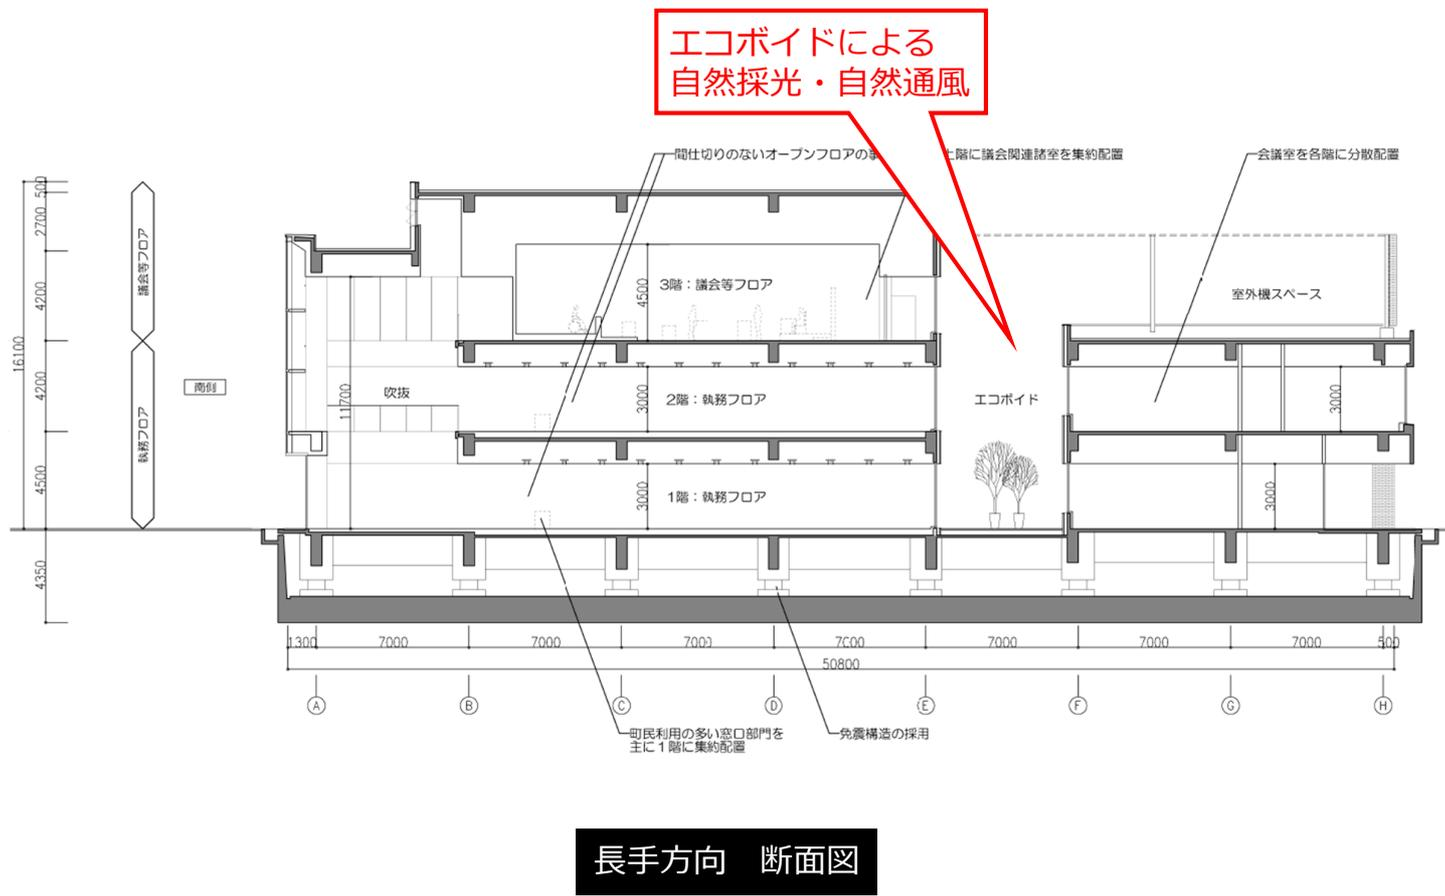 エコボイドによる
自然採光・自然通風
間仕切りのないオープンフロアの
上階に議会関連諸室を集約配置
会議室を各階に分散配置
500
2700
4200
4200
4500
4350
16100
議会等フロア
執務フロア
南側
3階：議会等フロア
4500
室外機スペース
吹抜
11700
3000
2階：執務フロア
エコボイド
3000
3000
1階：執務フロア
3000
1300
7000
7000
7000
7000
7000
7000
7000
500
50800
A
B
C
D
E
F
G
H
町民利用の多い窓口部門を
主に1階に集約配置
免震構造の採用
長手方向　断面図